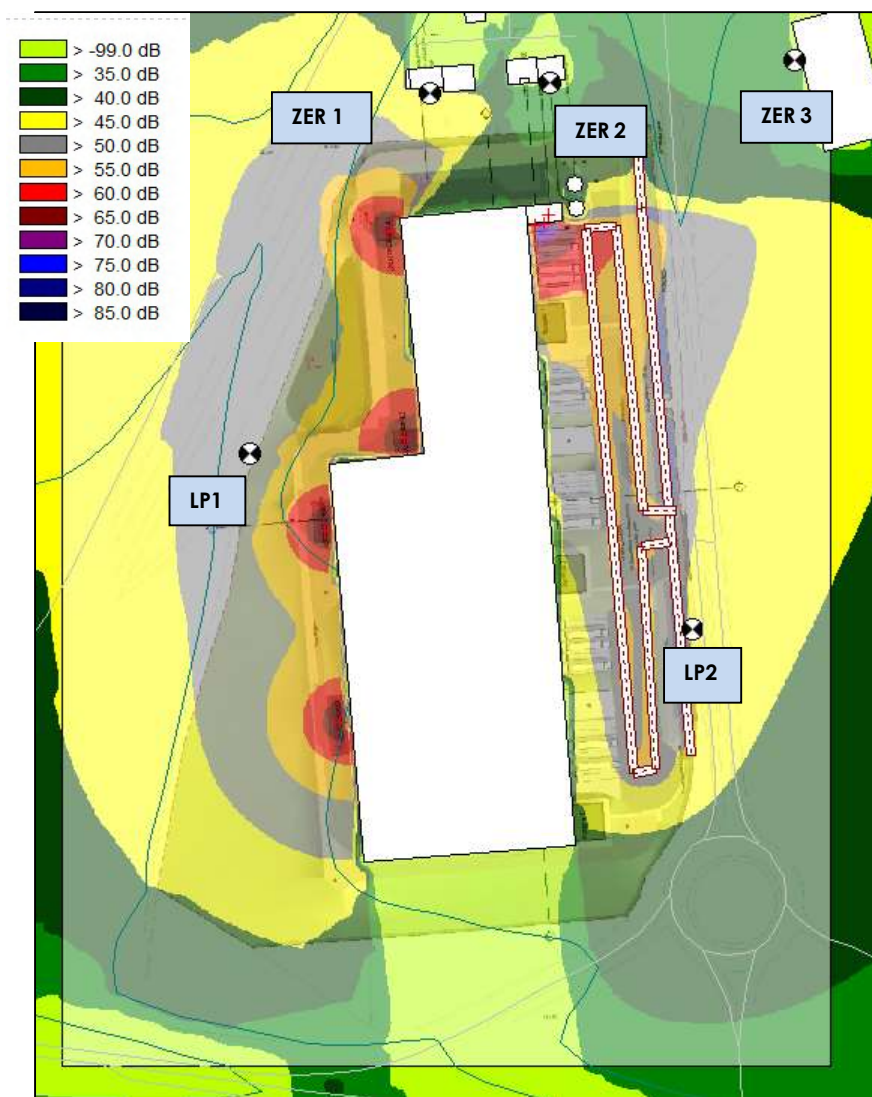 > -99.0 dB
> 35.0 dB
> 40.0 dB
> 45.0 dB
> 50.0 dB
> 55.0 dB
> 60.0 dB
> 65.0 dB
> 70.0 dB
> 75.0 dB
> 80.0 dB
> 85.0 dB
ZER 1
ZER 2
ZER 3
LP1
LP2